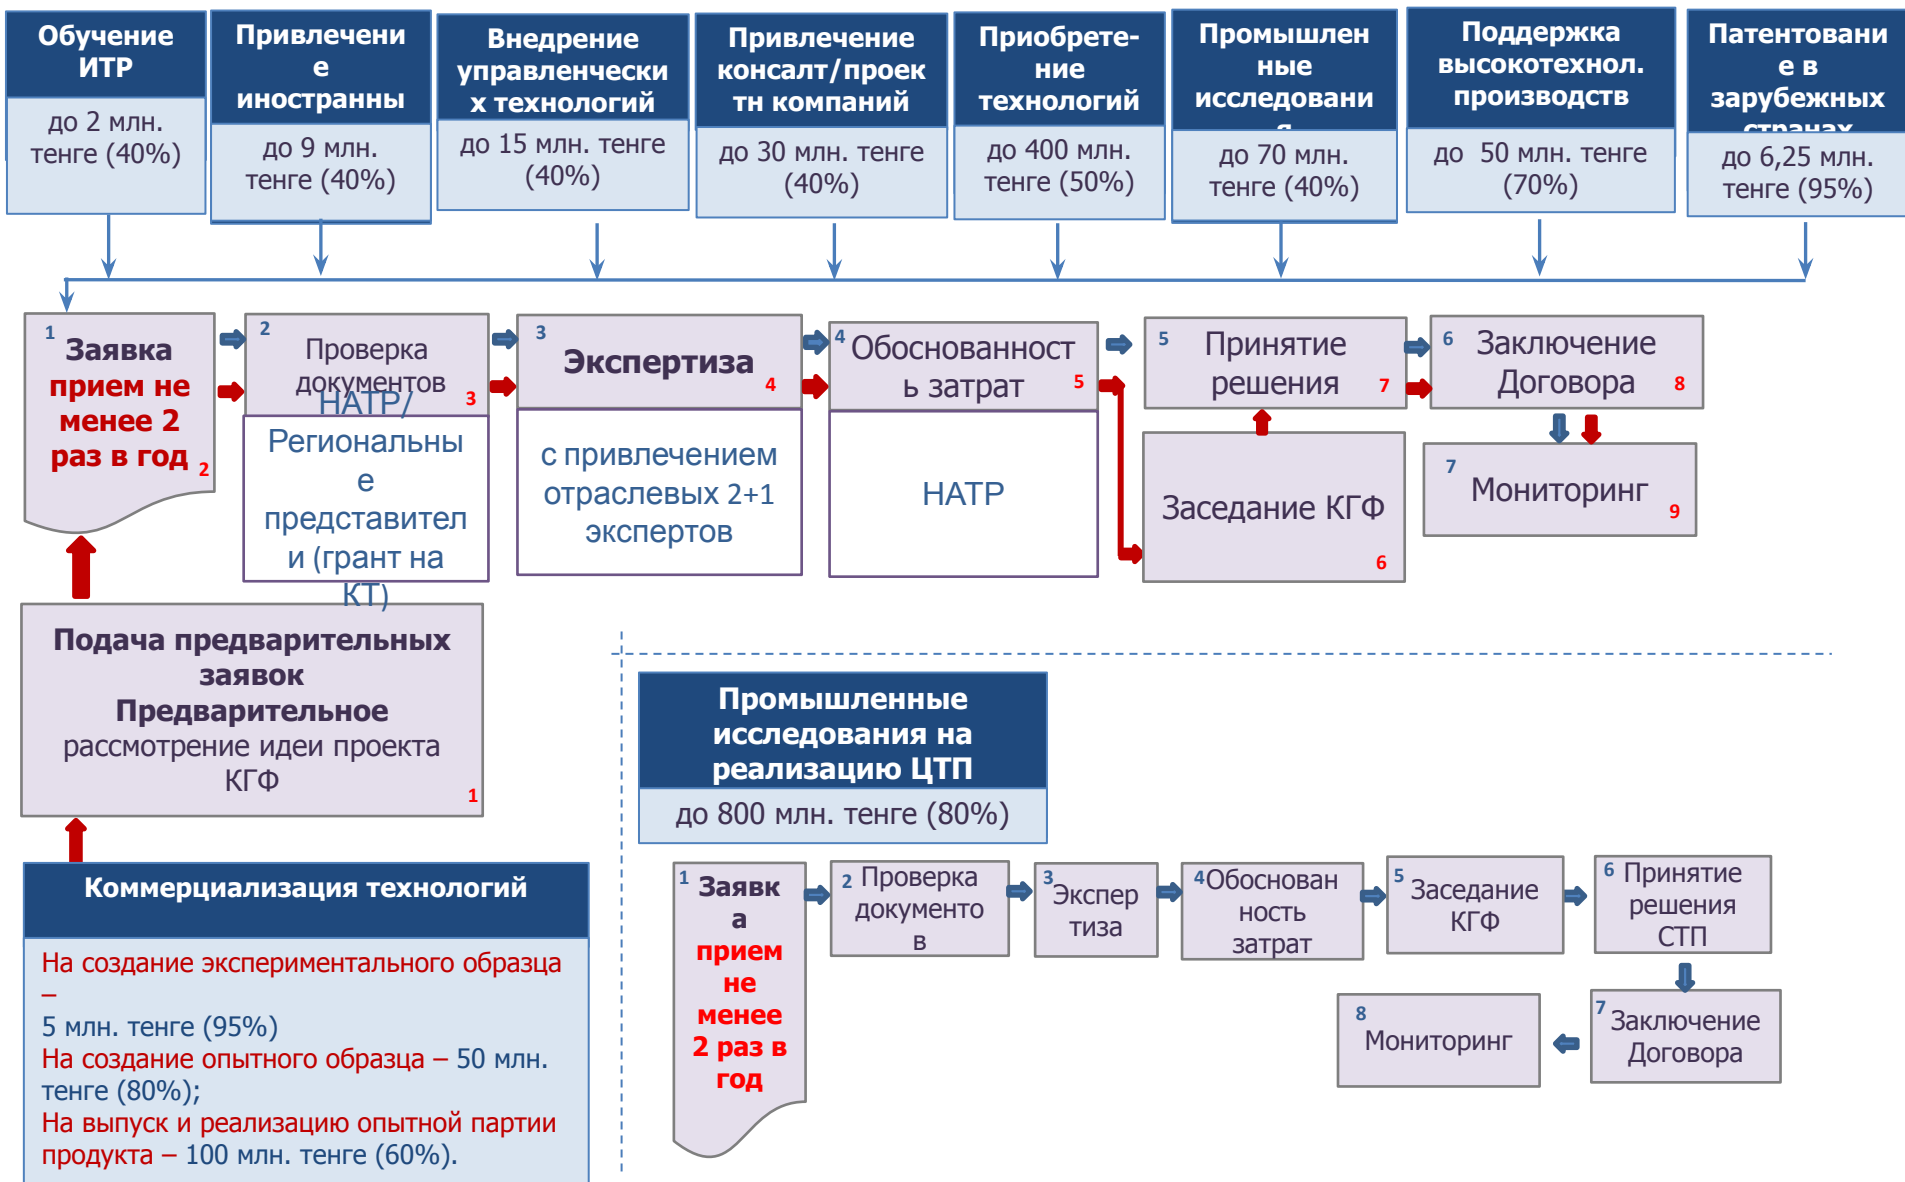 Обучение
ИТР
до 2 млн.
тенге (40%)
Привлечени
е
иностранны
до 9 млн.
тенге (40%)
Внедрение
управленчески
х технологий
до 15 млн. тенге
(40%)
Привлечение
консалт/проек
тн компаний
до 30 млн. тенге
(40%)
Приобрете-
ние
технологий
до 400 млн.
тенге (50%)
Промышлен
ные
исследовани
я
до 70 млн.
тенге (40%)
Поддержка
высокотехнол.
производств
до 50 млн. тенге
(70%)
Патентовани
е в
зарубежных
странах
до 6,25 млн.
тенге (95%)
1
Заявка
прием не
менее 2
раз в год
2
2
Проверка
документов
3
НАТР/
Региональны
е
представител
и (грант на
КТ)
3
Экспертиза
4
с привлечением
отраслевых 2+1
экспертов
4
Обоснованност
ь затрат
5
НАТР
5
Принятие
решения
7
Заседание КГФ
6
6
Заключение
Договора
8
7
Мониторинг
9
Подача предварительных
заявок
Предварительное
рассмотрение идеи проекта
КГФ
1
Коммерциализация технологий
На создание экспериментального образца
–
5 млн. тенге (95%)
На создание опытного образца – 50 млн.
тенге (80%);
На выпуск и реализацию опытной партии
продукта – 100 млн. тенге (60%).
Промышленные
исследования на
реализацию ЦТП
до 800 млн. тенге (80%)
1
Заявк
а
прием
не
менее
2 раз в
год
2
Проверка
документо
в
3
Экспер
тиза
4
Обоснован
ность
затрат
5
Заседание
КГФ
6
Принятие
решения
СТП
7
Заключение
Договора
8
Мониторинг